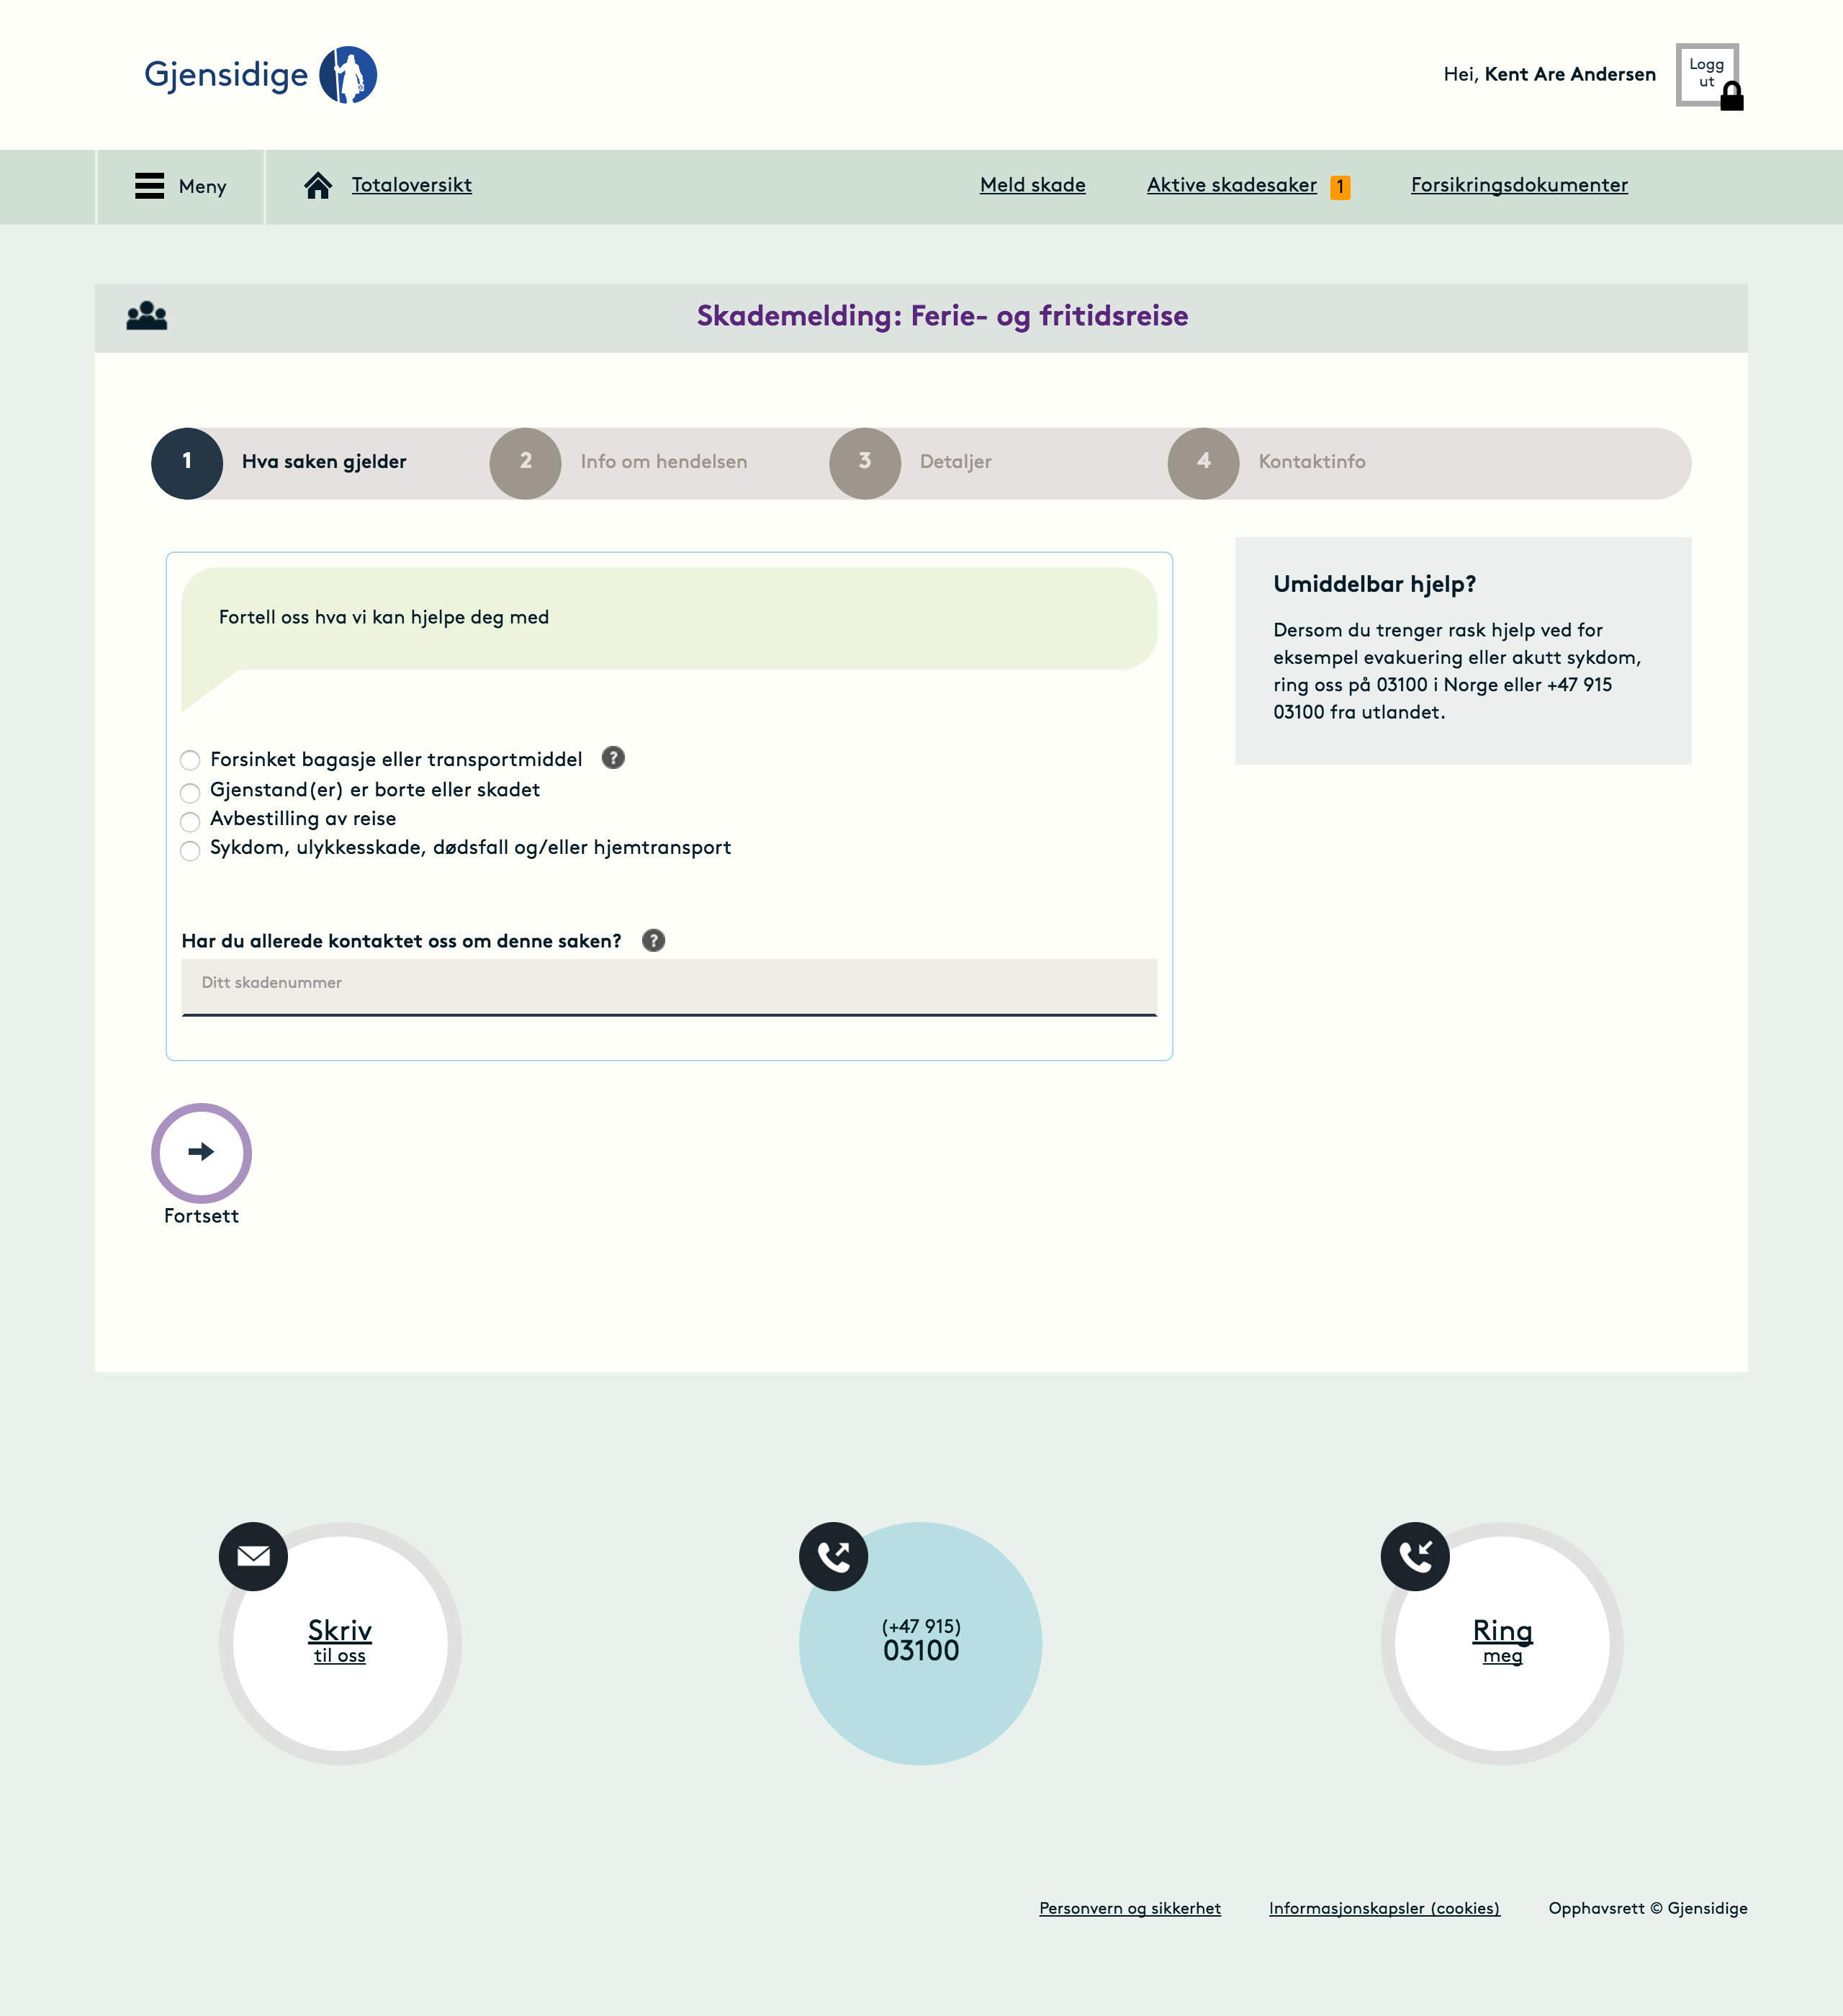 Gjensidige
Hei, Kent Are Andersen
Logg
ut
Meny
Totaloversikt
Meld skade
Aktive skadesaker 1
Forsikringsdokumenter
Skademelding: Ferie- og fritidsreise
1 Hva saken gjelder
2 Info om hendelsen
3 Detaljer
4 Kontaktinfo
Fortell oss hva vi kan hjelpe deg med
Forsinket bagasje eller transportmiddel ?
Gjenstand(er) er borte eller skadet
Avbestilling av reise
Sykdom, ulykkesskade, dødsfall og/eller hjemtransport
Har du allerede kontaktet oss om denne saken? ?
Ditt skadenummer
Umiddelbar hjelp?
Dersom du trenger rask hjelp ved for
eksempel evakuering eller akutt sykdom,
ring oss på 03100 i Norge eller +47 915
03100 fra utlandet.
Fortsett
Skriv
til oss
(+47 915)
03100
Ring
meg
Personvern og sikkerhet
Informasjonskapsler (cookies)
Opphavsrett © Gjensidige